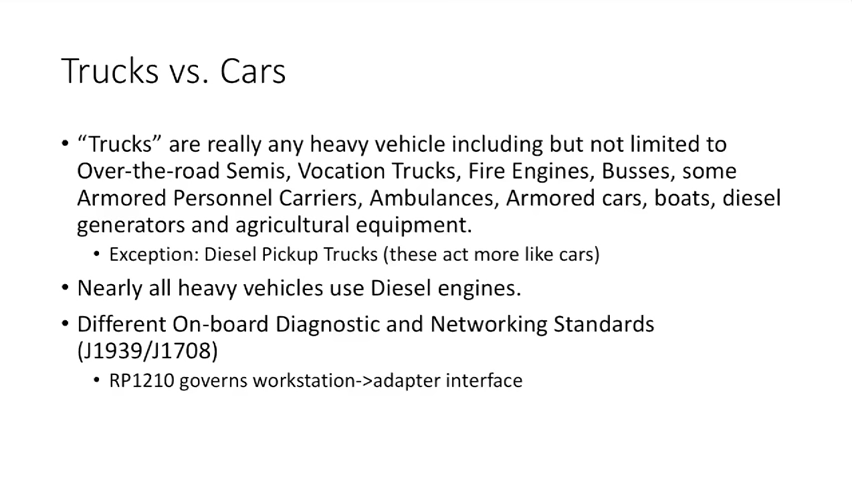 Trucks vs. Cars
• “Trucks” are really any heavy vehicle including but not limited to
Over-the-road Semis, Vocation Trucks, Fire Engines, Busses, some
Armored Personnel Carriers, Ambulances, Armored cars, boats, diesel
generators and agricultural equipment.
• Exception: Diesel Pickup Trucks (these act more like cars)
• Nearly all heavy vehicles use Diesel engines.
• Different On-board Diagnostic and Networking Standards
(J1939/J1708)
• RP1210 governs workstation->adapter interface